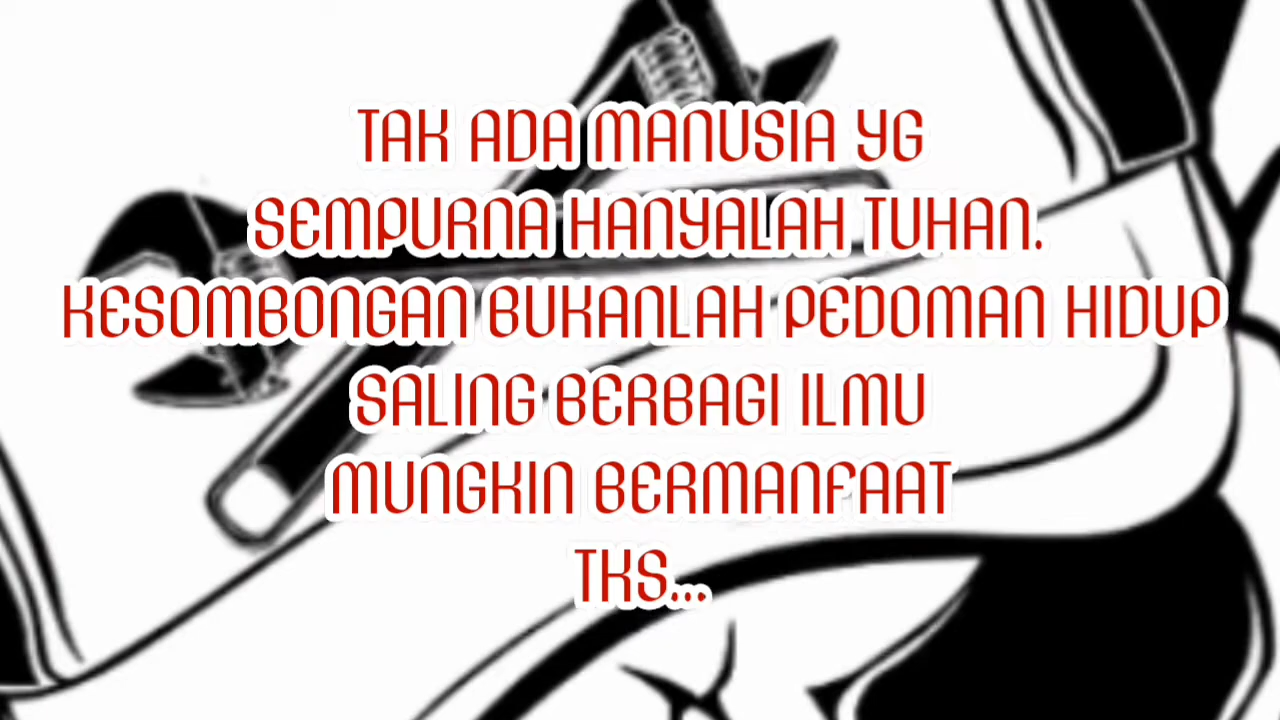 TAK ADA MANUSIA YG
SEMPURNA HANYALAH TUHAN.
KESOMBONGAN BUKANLAH PEDOMAN HIDUP
SALING BERBAGI ILMU
MUNGKIN BERMANFAAT
TKS...